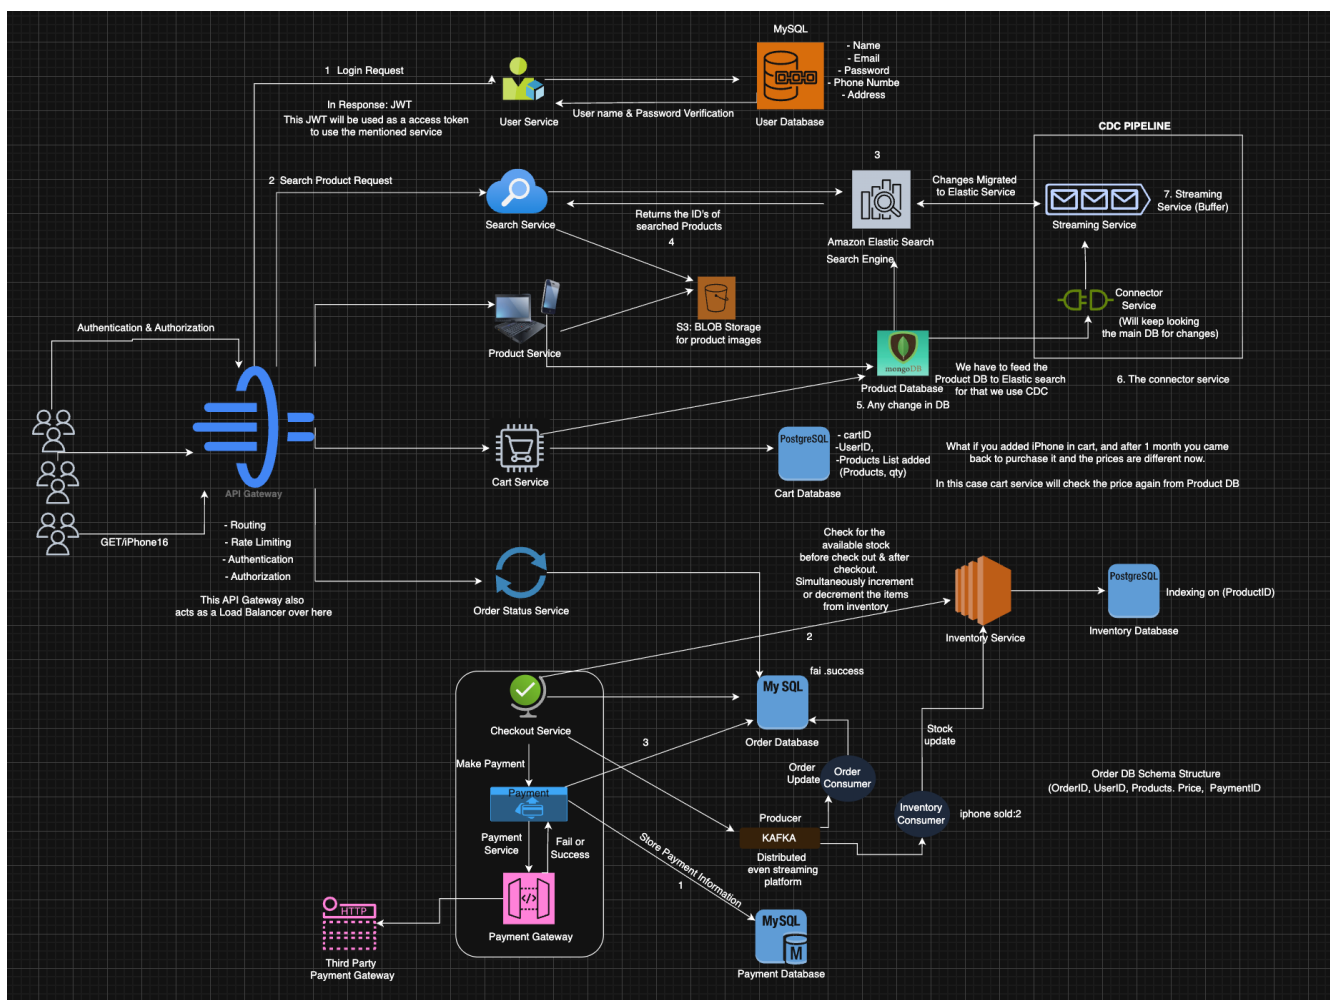 MySQL
- Name
- Email
- Password
- Phone Numbe
- Address
1 Login Request
In Response: JWT
This JWT will be used as a access token
to use the mentioned service
User Service
User name & Password Verification
User Database
CDC PIPELINE
2 Search Product Request
Search Service
Returns the ID's of
searched Products
4
3
Amazon Elastic Search
Search Engine
Changes Migrated
to Elastic Service
7. Streaming
Service (Buffer)
Streaming Service
Connector
Service
(Will keep looking
the main DB for changes)
S3: BLOB Storage
for product images
Authentication & Authorization
Product Service
mongoDB
Product Database
We have to feed the
Product DB to Elastic search
for that we use CDC
6. The connector service
5. Any change in DB
PostgreSQL
- cartID
-UserID,
-Products List added
(Products, qty)
Cart Service
Cart Database
What if you added iPhone in cart, and after 1 month you came
back to purchase it and the prices are different now.
In this case cart service will check the price again from Product DB
API Gateway
GET/iPhone16
- Routing
- Rate Limiting
- Authentication
- Authorization
This API Gateway also
acts as a Load Balancer over here
Order Status Service
Check for the
available stock
before check out & after
checkout.
Simultaneously increment
or decrement the items
from inventory
2
Inventory Service
PostgreSQL
Indexing on (ProductID)
Inventory Database
fai .success
My SQL
Order Database
Checkout Service
Make Payment
3
Payment
Payment
Service
Fail or
Success
Payment Gateway
HTTP
Third Party
Payment Gateway
Order
Update
Order
Consumer
Stock
update
Inventory
Consumer
iphone sold:2
Order DB Schema Structure
(OrderID, UserID, Products. Price, PaymentID
Producer
KAFKA
Distributed
even streaming
platform
Store Payment Information
1
MySQL
M
Payment Database